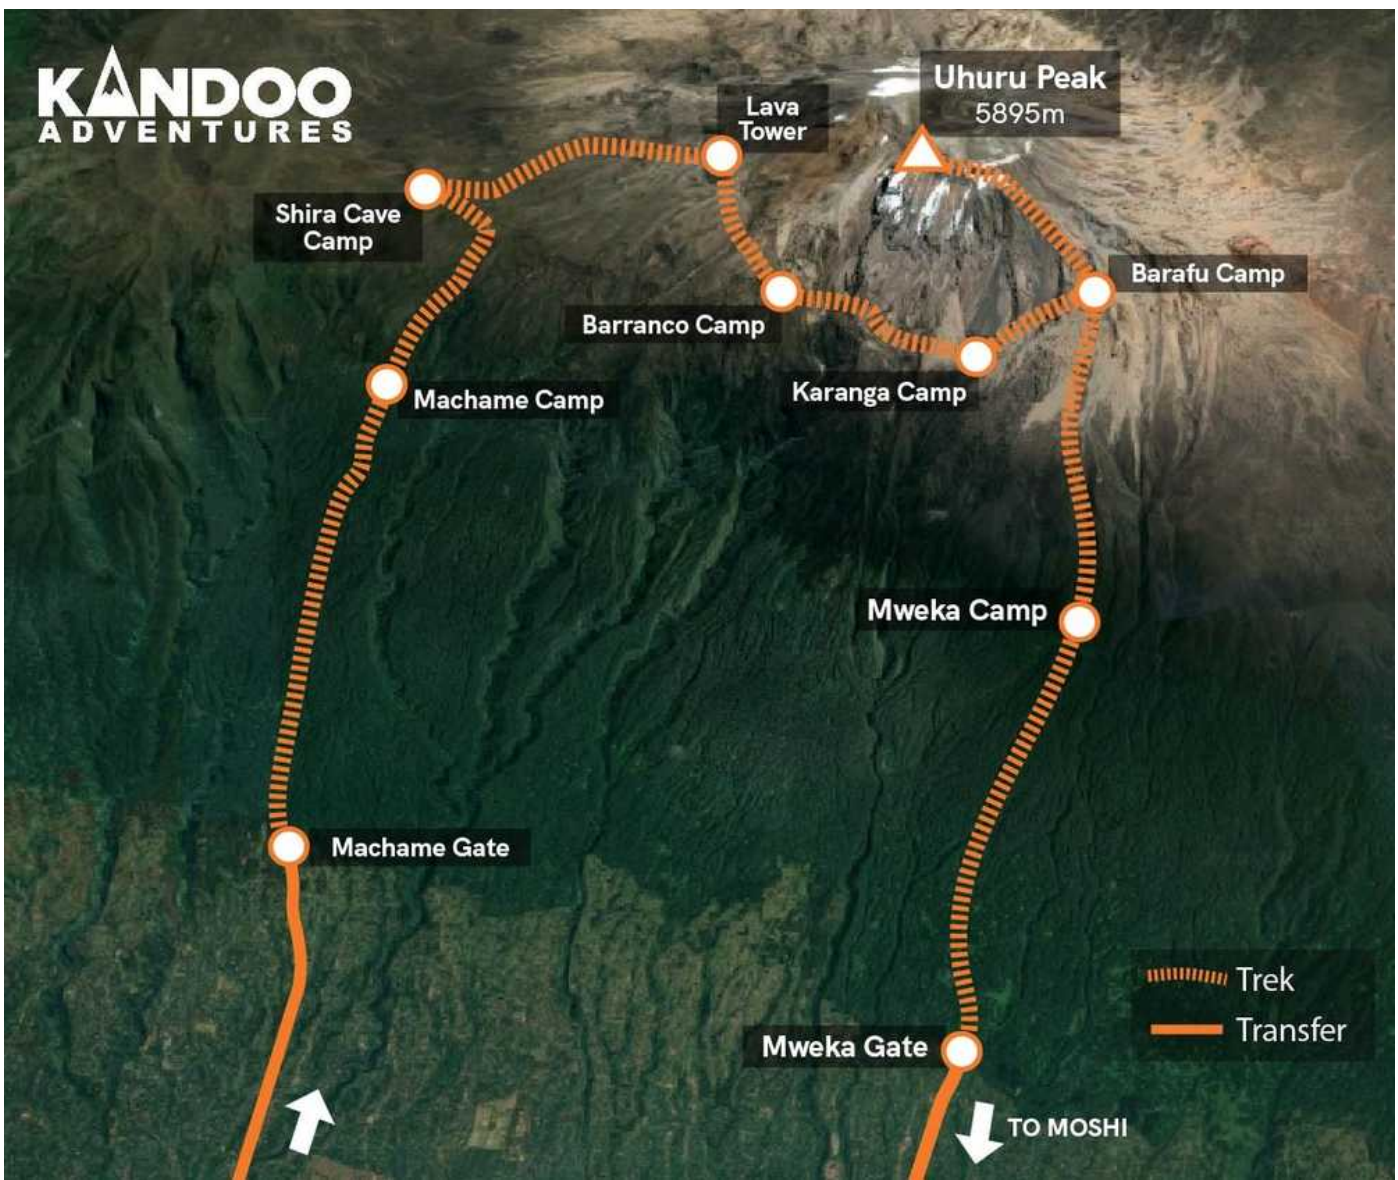 KANDOO
ADVENTURES
Uhuru Peak
5895m
Lava
Tower
Shira Cave
Camp
Barafu Camp
Barranco Camp
Karanga Camp
Machame Camp
Mweka Camp
Machame Gate
Trek
Transfer
Mweka Gate
TO MOSHI